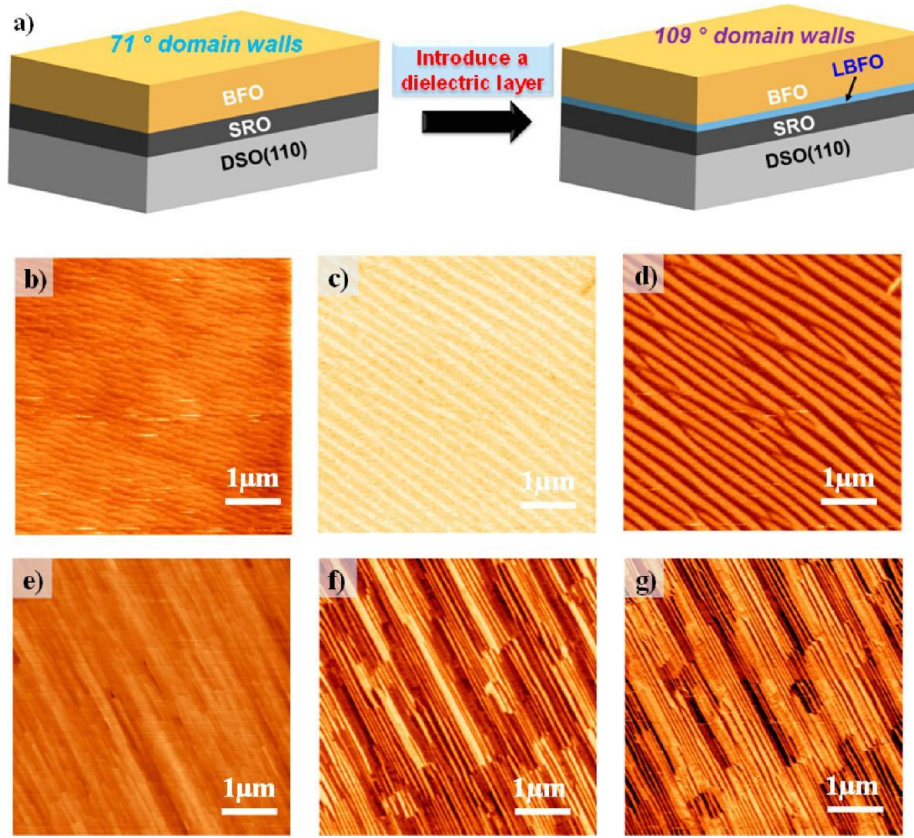 a)
71 ° domain walls
BFO
SRO
DSO(110)
Introduce a
dielectric layer
109 ° domain walls
LBFO
BFO
SRO
DSO(110)
b)
1μm
c)
1μm
d)
1μm
e)
1μm
f)
1μm
g)
1μm